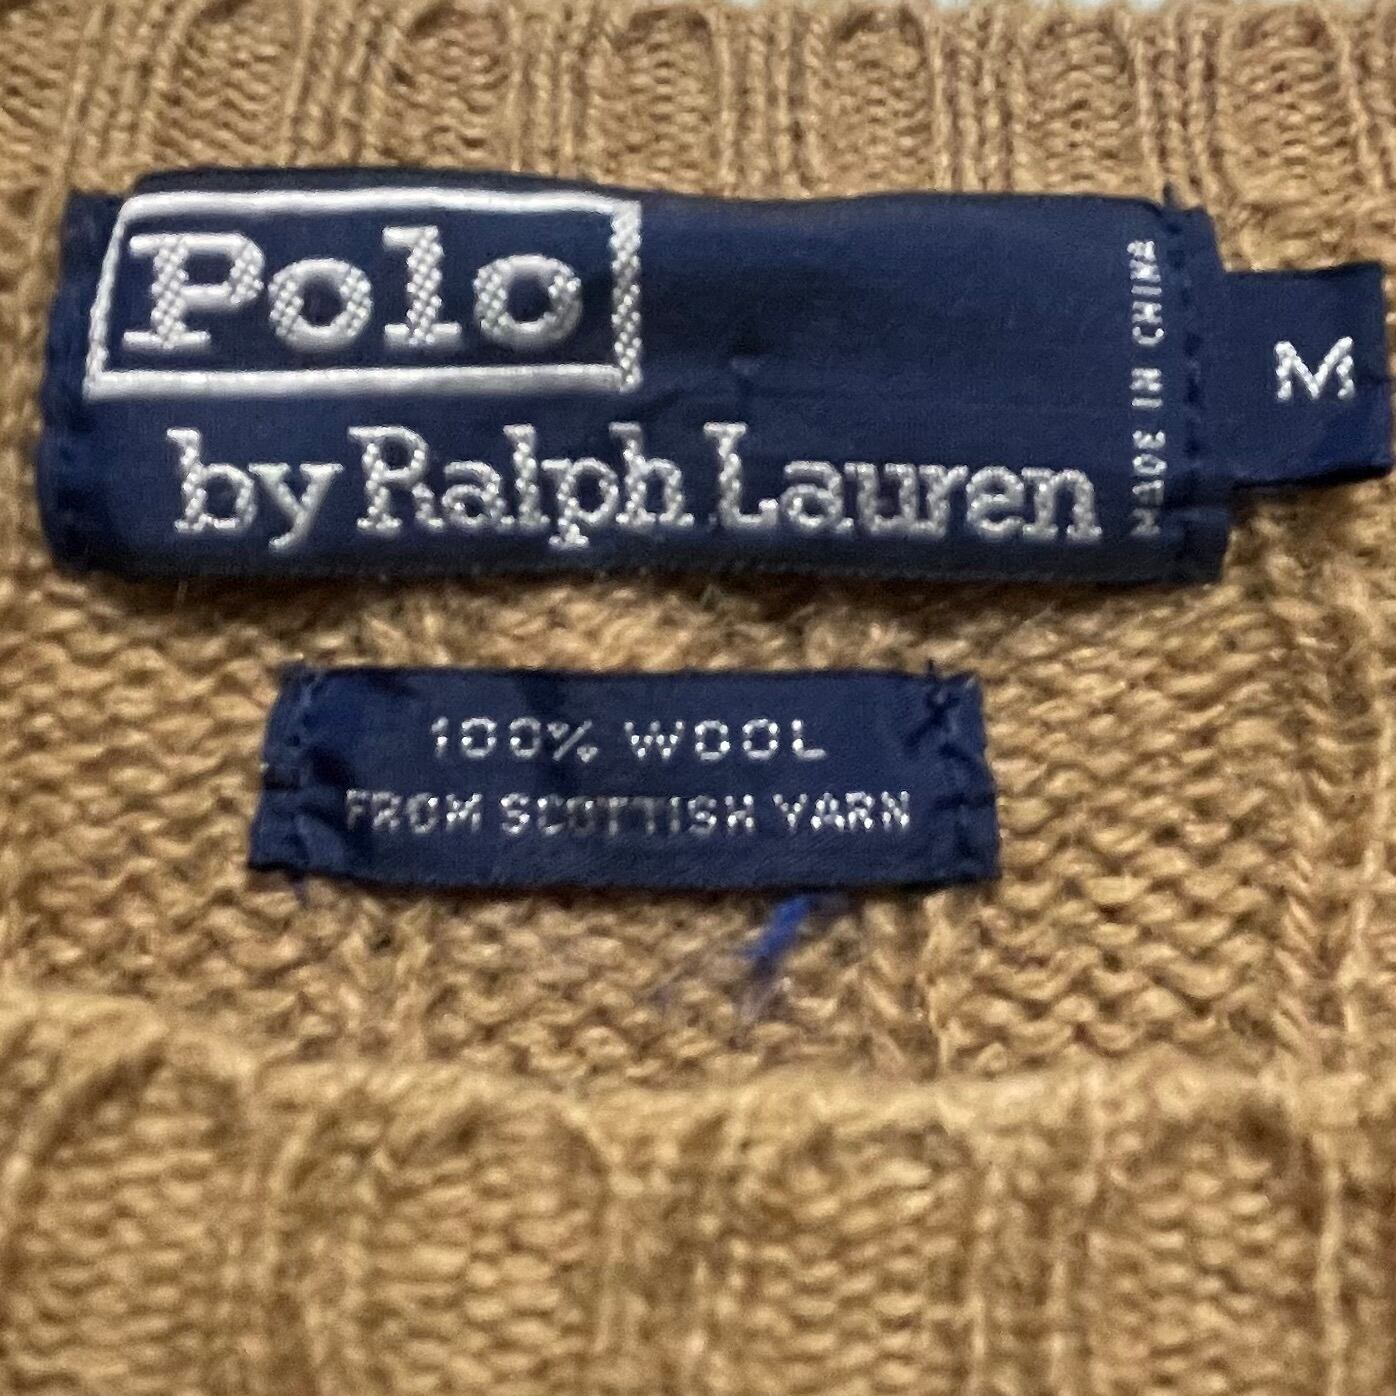 Polo
by Ralph Lauren
MADE IN CHINA
M
100% WOOL
FROM SCOTTISH YARN